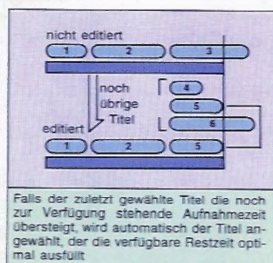 nicht editiert
1 2 3
noch
übrige
Titel
4
5
6
editiert
1 2 5
Falls der zuletzt gewählte Titel die noch
zur Verfügung stehende Aufnahmezeit
übersteigt, wird automatisch der Titel an-
gewählt, der die verfügbare Restzeit opti-
mal ausfüllt